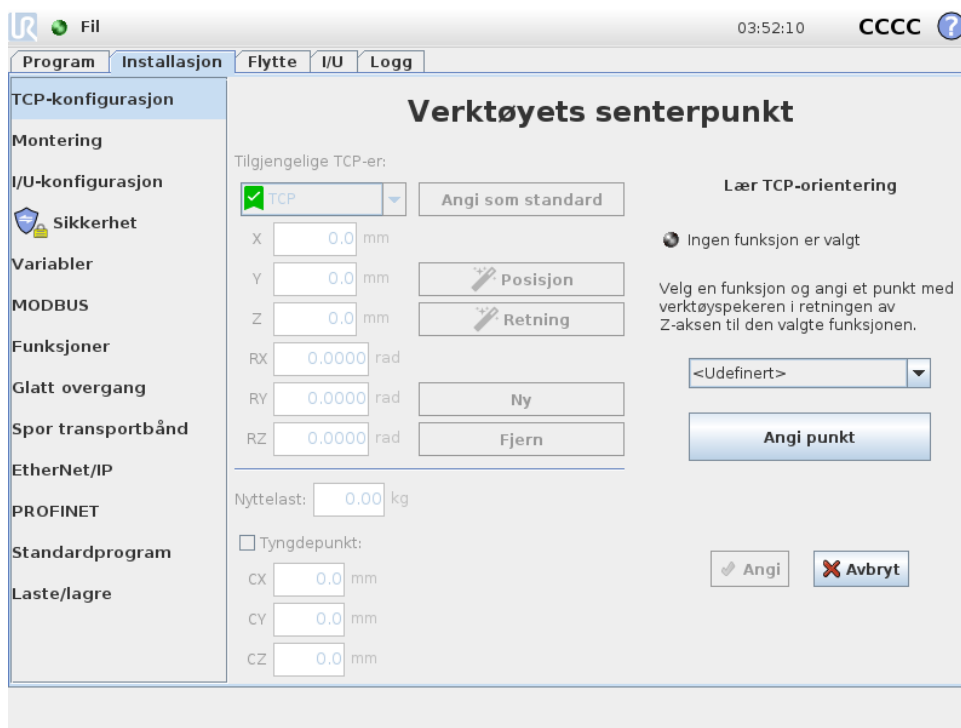 UR Fil 03:52:10 CCCC ?
Program Installasjon Flytte I/U Logg
TCP-konfigurasjon
Montering
I/U-konfigurasjon
Sikkerhet
Variabler
MODBUS
Funksjoner
Glatt overgang
Spor transportbånd
EtherNet/IP
PROFINET
Standardprogram
Laste/lagre
Verktøyets senterpunkt
Tilgjengelige TCP-er:
TCP Angi som standard
X 0.0 mm
Y 0.0 mm Posisjon
Z 0.0 mm Retning
RX 0.0000 rad
RY 0.0000 rad Ny
RZ 0.0000 rad Fjern
Nyttelast: 0.00 kg
Tyngdepunkt:
CX 0.0 mm
CY 0.0 mm
CZ 0.0 mm
Lær TCP-orientering
Ingen funksjon er valgt
Velg en funksjon og angi et punkt med
verktøyspekeren i retningen av
Z-aksen til den valgte funksjonen.
<Udefinert>
Angi punkt
Angi Avbryt